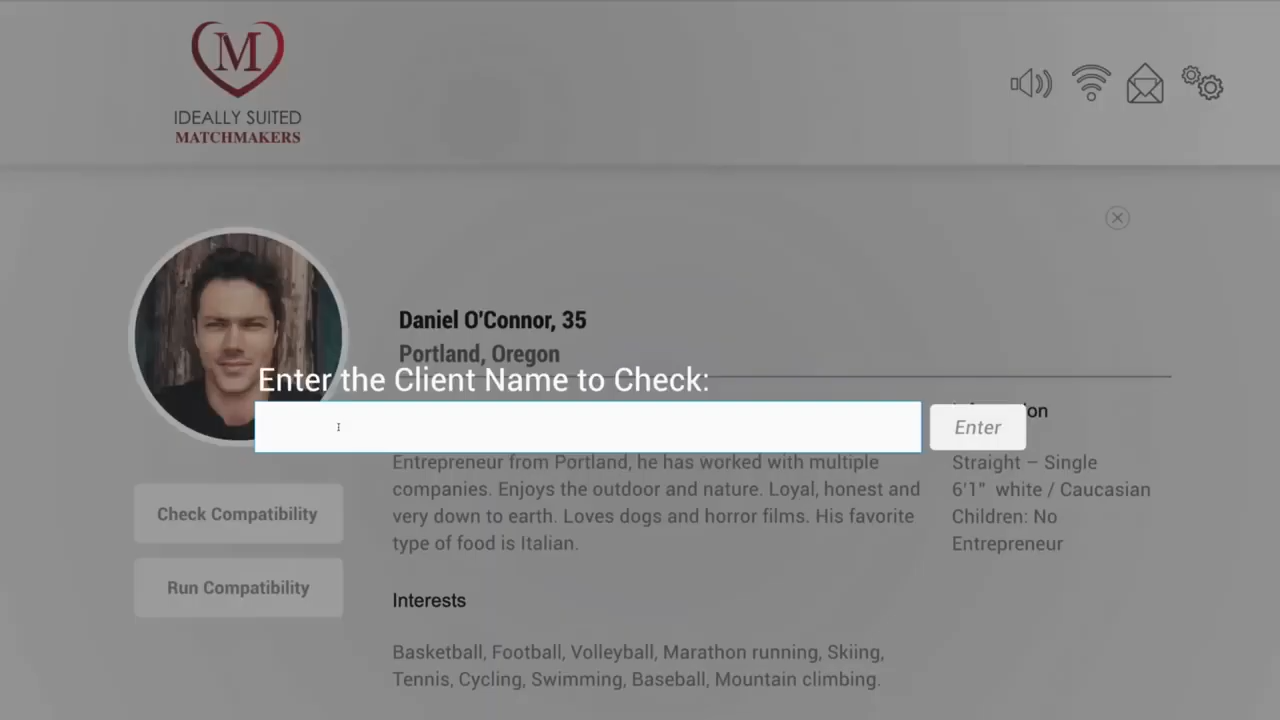 M
IDEALLY SUITED
MATCHMAKERS
Daniel O'Connor, 35
Portland, Oregon
Enter the Client Name to Check:
Enter
Entrepreneur from Portland, he has worked with multiple
companies. Enjoys the outdoor and nature. Loyal, honest and
very down to earth. Loves dogs and horror films. His favorite
type of food is Italian.
Straight – Single
6'1" white / Caucasian
Children: No
Entrepreneur
Check Compatibility
Run Compatibility
Interests
Basketball, Football, Volleyball, Marathon running, Skiing,
Tennis, Cycling, Swimming, Baseball, Mountain climbing.